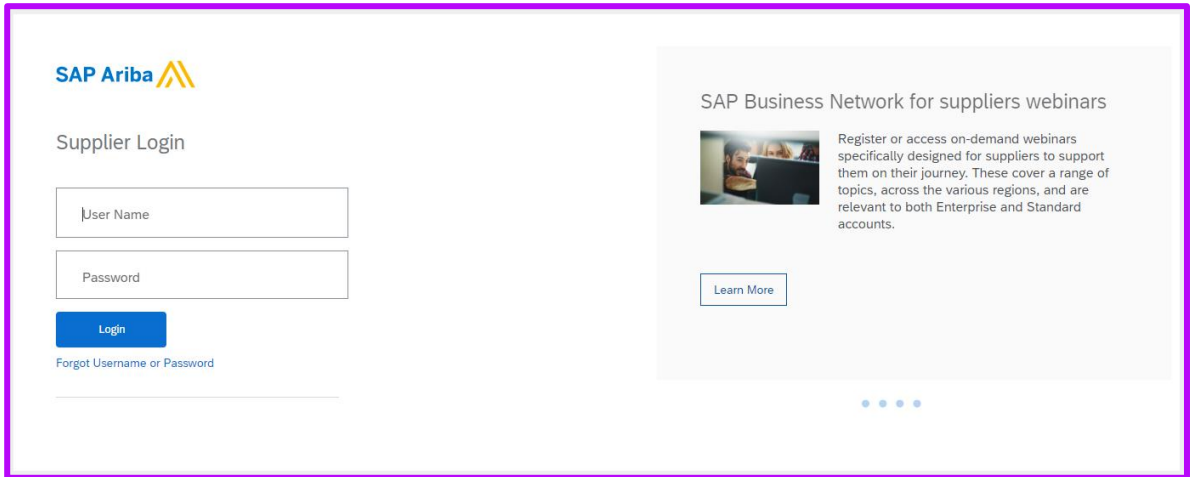 SAP Ariba
Supplier Login
User Name
Password
Login
Forgot Username or Password
SAP Business Network for suppliers webinars
Register or access on-demand webinars
specifically designed for suppliers to support
them on their journey. These cover a range of
topics, across the various regions, and are
relevant to both Enterprise and Standard
accounts.
Learn More